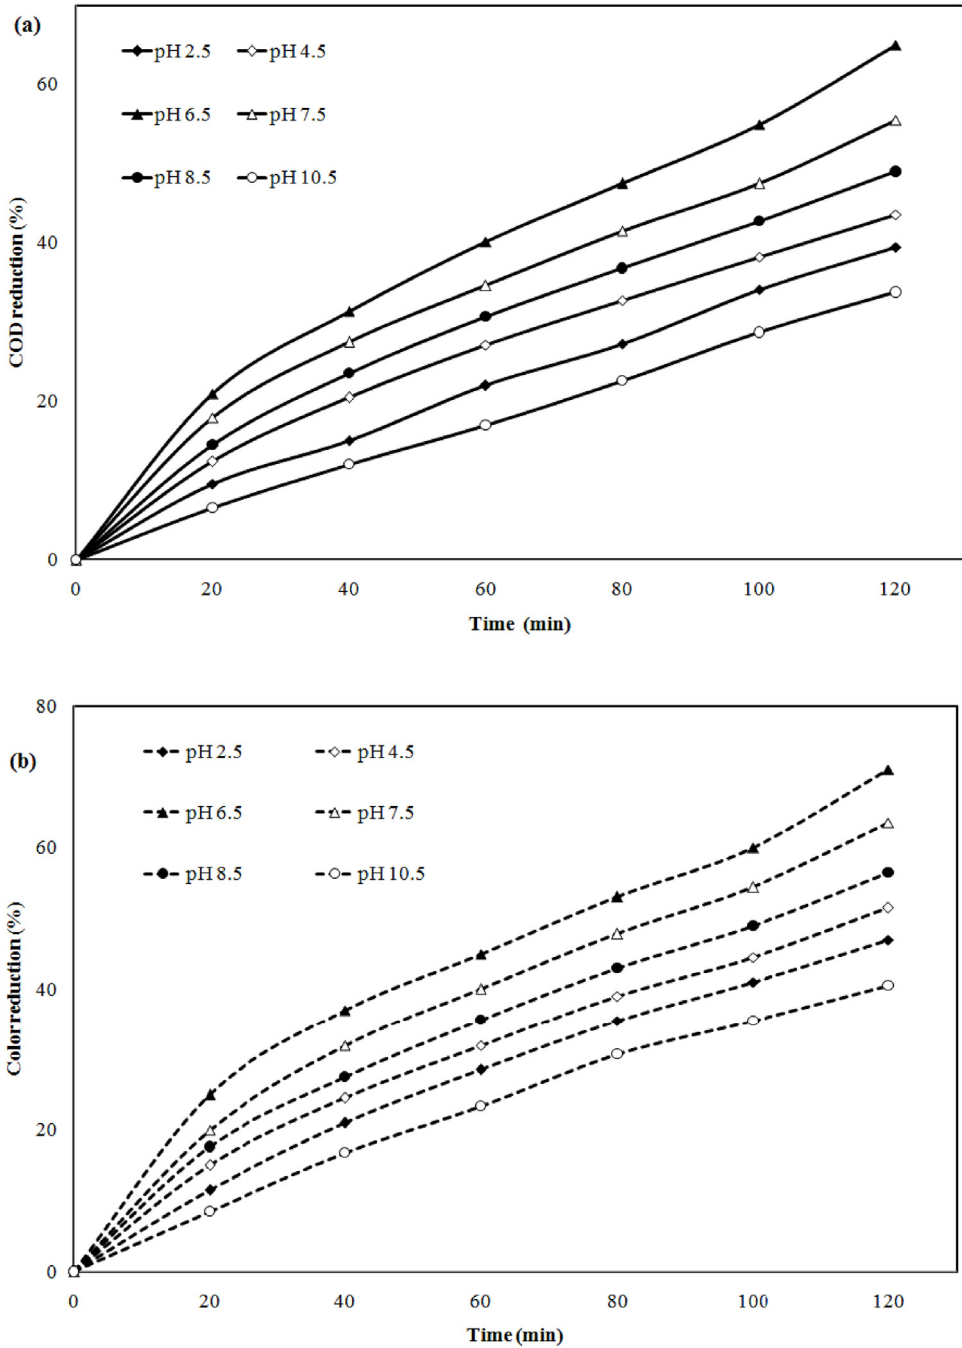 (a)
pH 2.5 pH 4.5
pH 6.5 pH 7.5
pH 8.5 pH 10.5
60
40
20
0
COD reduction (%)
0 20 40 60 80 100 120
Time (min)
(b)
pH 2.5 pH 4.5
pH 6.5 pH 7.5
pH 8.5 pH 10.5
80
60
40
20
0
Color reduction (%)
0 20 40 60 80 100 120
Time (min)